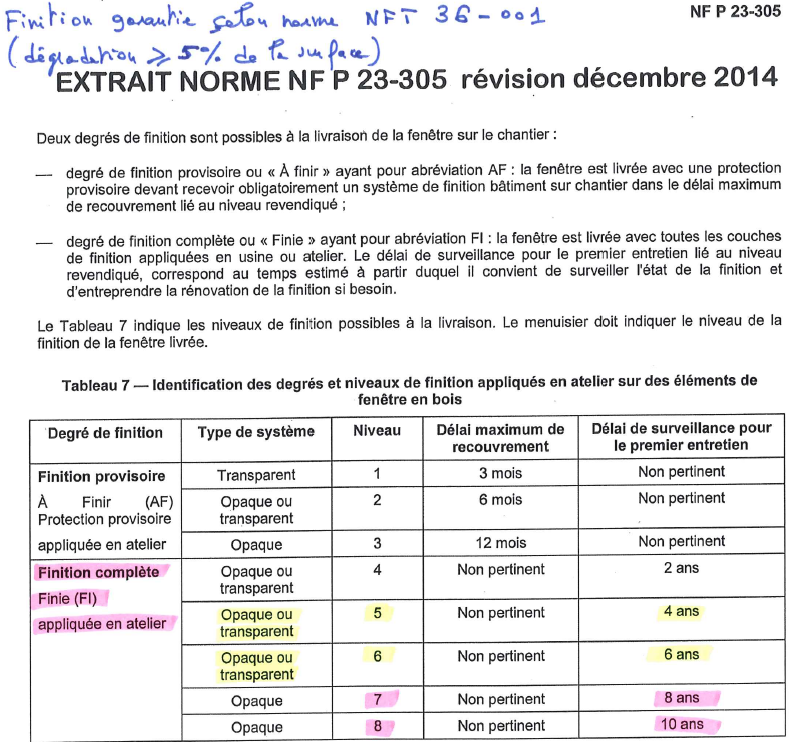 Finition garantie selon norme NFT 36-001
NF P 23-305
(dégradation ≥ 5% de la surface)
EXTRAIT NORME NF P 23-305 révision décembre 2014
Deux degrés de finition sont possibles à la livraison de la fenêtre sur le chantier :
— degré de finition provisoire ou « À finir » ayant pour abréviation AF : la fenêtre est livrée avec une protection
provisoire devant recevoir obligatoirement un système de finition bâtiment sur chantier dans le délai maximum
de recouvrement lié au niveau revendiqué ;
— degré de finition complète ou « Finie » ayant pour abréviation FI : la fenêtre est livrée avec toutes les couches
de finition appliquées en usine ou atelier. Le délai de surveillance pour le premier entretien lié au niveau
revendiqué, correspond au temps estimé à partir duquel il convient de surveiller l'état de la finition et
d'entreprendre la rénovation de la finition si besoin.
Le Tableau 7 indique les niveaux de finition possibles à la livraison. Le menuisier doit indiquer le niveau de la
finition de la fenêtre livrée.
Tableau 7 — Identification des degrés et niveaux de finition appliqués en atelier sur des éléments de
fenêtre en bois
Degré de finition Type de système Niveau Délai maximum de recouvrement Délai de surveillance pour le premier entretien
Finition provisoire Transparent 1 3 mois Non pertinent
À Finir (AF) Opaque ou transparent 2 6 mois Non pertinent
Protection provisoire
appliquée en atelier Opaque 3 12 mois Non pertinent
Finition complète Opaque ou transparent 4 Non pertinent 2 ans
Finie (FI)
appliquée en atelier Opaque ou transparent 5 Non pertinent 4 ans
Opaque ou transparent 6 Non pertinent 6 ans
Opaque 7 Non pertinent 8 ans
Opaque 8 Non pertinent 10 ans